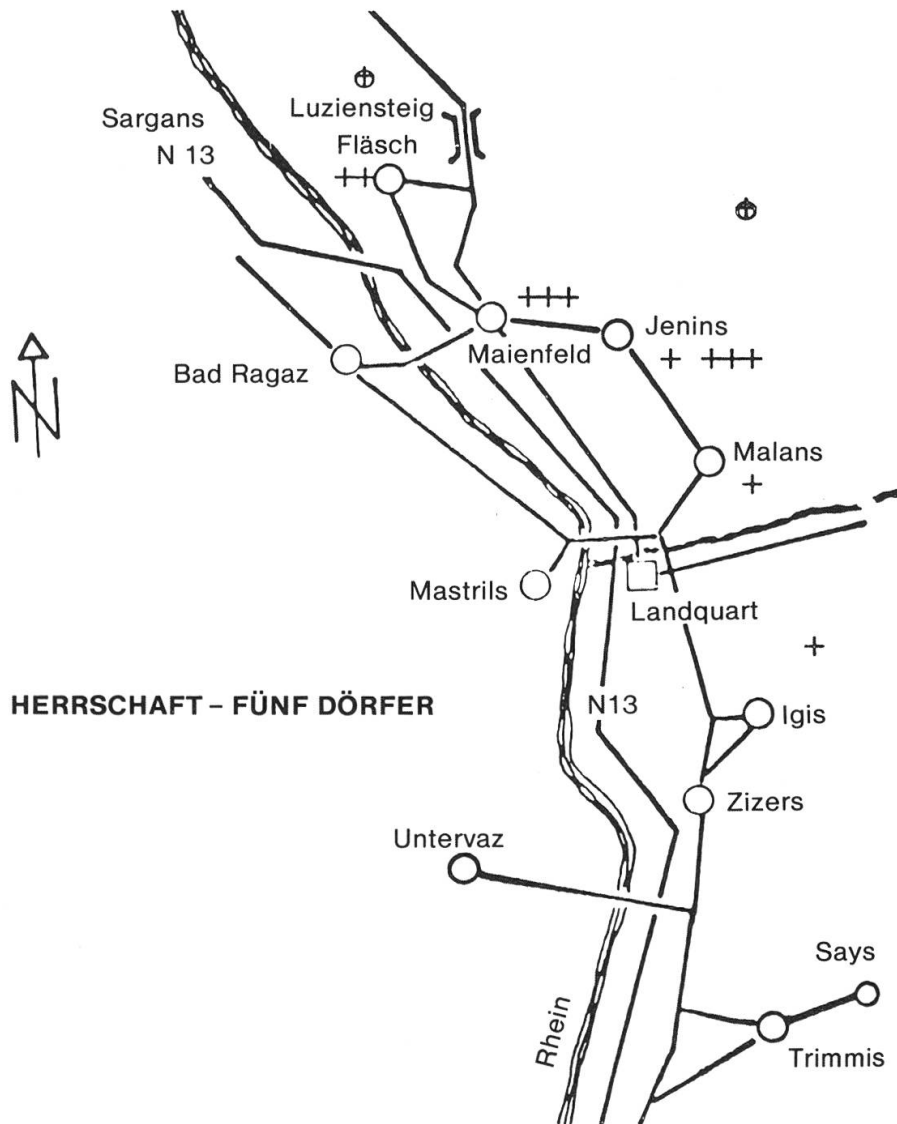 Luziensteig
Sargans
N 13
Fläsch
Jenins
Maienfeld
Bad Ragaz
N
Malans
Mastrils
Landquart
HERRSCHAFT – FÜNF DÖRFER
N13
Igis
Zizers
Untervaz
Says
Rhein
Trimmis